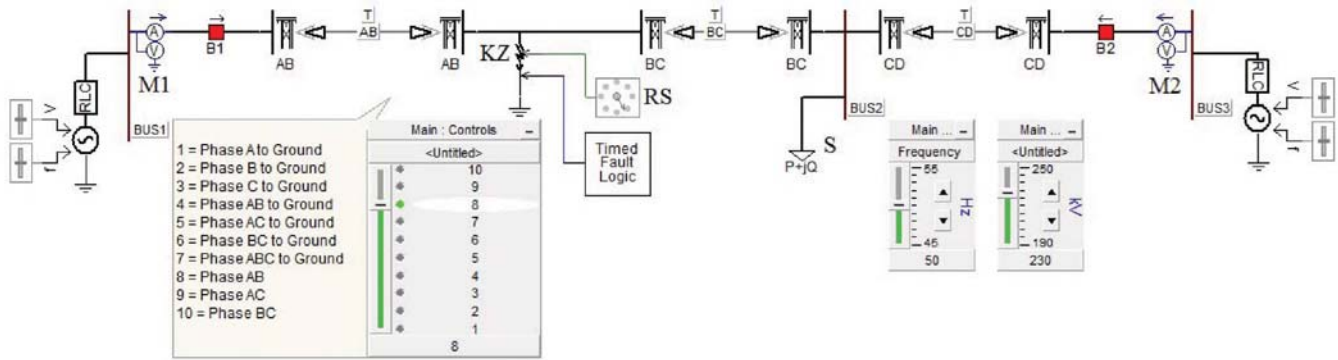 T
AB
T
BC
T
CD
A
V
B1
M1
AB
AB
KZ
BC
BC
CD
CD
B2
A
V
M2
RLC
V
f
BUS1
RS
BUS2
S
P+jQ
BUS3
RLC
V
f
1 = Phase A to Ground
2 = Phase B to Ground
3 = Phase C to Ground
4 = Phase AB to Ground
5 = Phase AC to Ground
6 = Phase BC to Ground
7 = Phase ABC to Ground
8 = Phase AB
9 = Phase AC
10 = Phase BC
Main : Controls
<Untitled>
10
9
8
7
6
5
4
3
2
1
8
Timed
Fault
Logic
Main ...
Frequency
55
Hz
45
50
Main ...
<Untitled>
250
kV
190
230